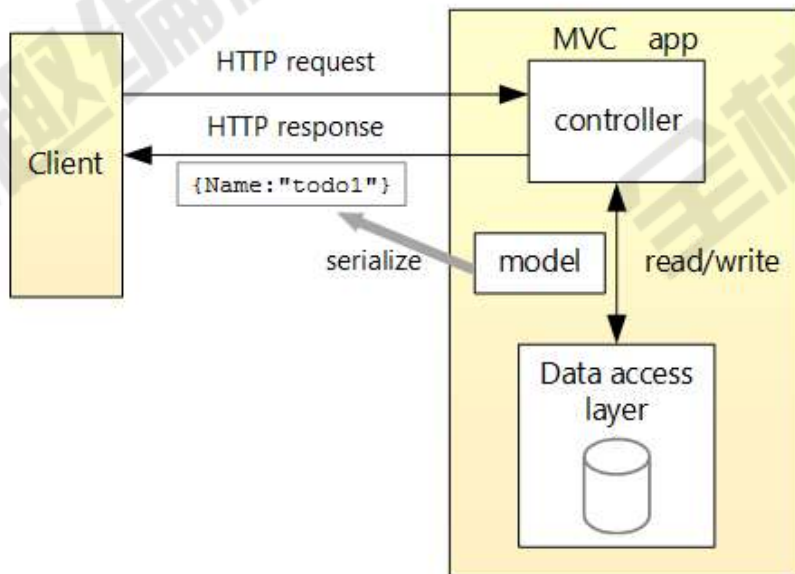 MVC app
HTTP request
controller
HTTP response
Client
{Name:"todo1"}
serialize
model
read/write
Data access
layer